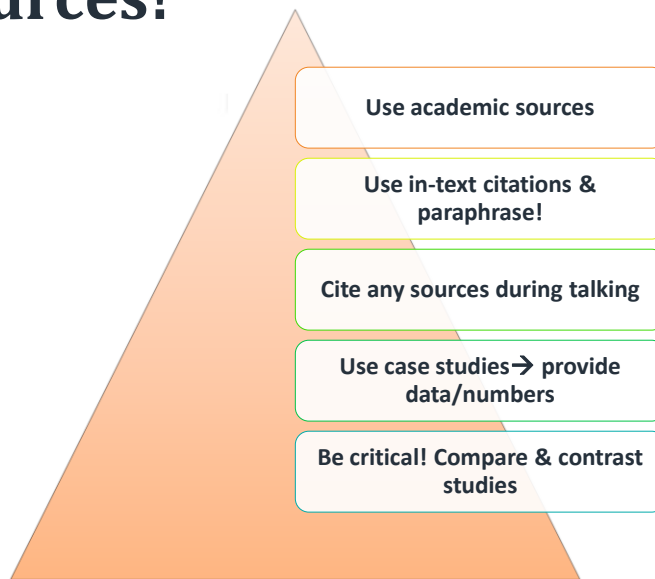 Use academic sources
Use in-text citations &
paraphrase!
Cite any sources during talking
Use case studies→ provide
data/numbers
Be critical! Compare & contrast
studies